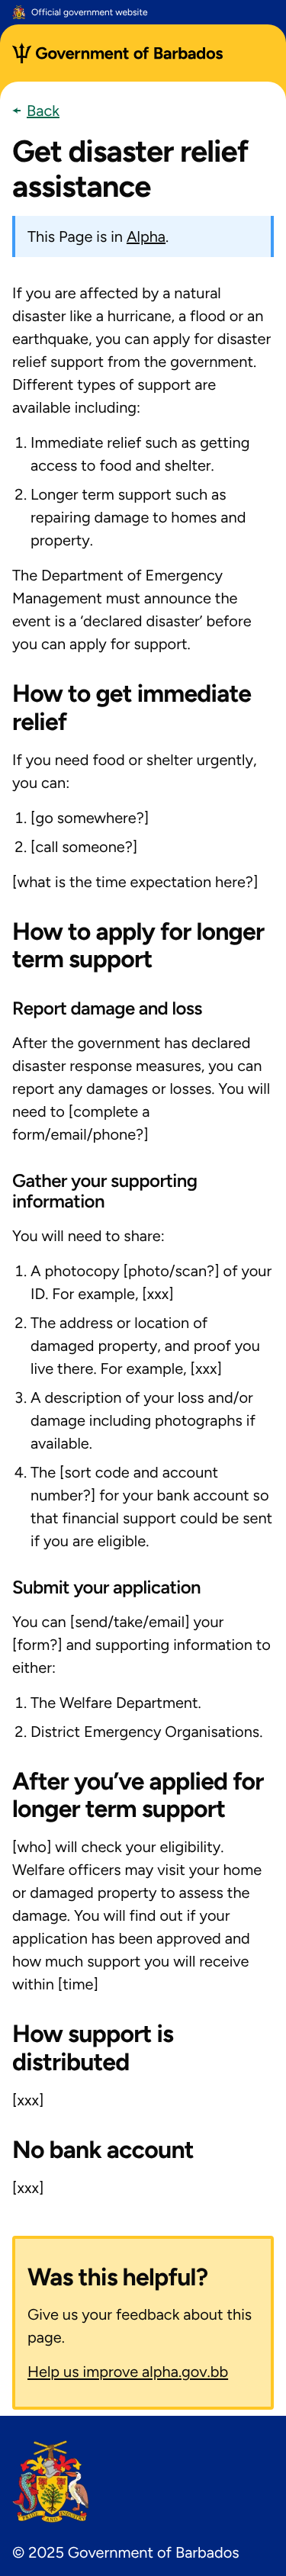 Official government website
Government of Barbados
Back
Get disaster relief
assistance
This Page is in Alpha.
If you are affected by a natural
disaster like a hurricane, a flood or an
earthquake, you can apply for disaster
relief support from the government.
Different types of support are
available including:
1. Immediate relief such as getting
access to food and shelter.
2. Longer term support such as
repairing damage to homes and
property.
The Department of Emergency
Management must announce the
event is a ‘declared disaster’ before
you can apply for support.
How to get immediate
relief
If you need food or shelter urgently,
you can:
1. [go somewhere?]
2. [call someone?]
[what is the time expectation here?]
How to apply for longer
term support
Report damage and loss
After the government has declared
disaster response measures, you can
report any damages or losses. You will
need to [complete a
form/email/phone?]
Gather your supporting
information
You will need to share:
1. A photocopy [photo/scan?] of your
ID. For example, [xxx]
2. The address or location of
damaged property, and proof you
live there. For example, [xxx]
3. A description of your loss and/or
damage including photographs if
available.
4. The [sort code and account
number?] for your bank account so
that financial support could be sent
if you are eligible.
Submit your application
You can [send/take/email] your
[form?] and supporting information to
either:
1. The Welfare Department.
2. District Emergency Organisations.
After you’ve applied for
longer term support
[who] will check your eligibility.
Welfare officers may visit your home
or damaged property to assess the
damage. You will find out if your
application has been approved and
how much support you will receive
within [time]
How support is
distributed
[xxx]
No bank account
[xxx]
Was this helpful?
Give us your feedback about this
page.
Help us improve alpha.gov.bb
PRIDE AND INDUSTRY
© 2025 Government of Barbados